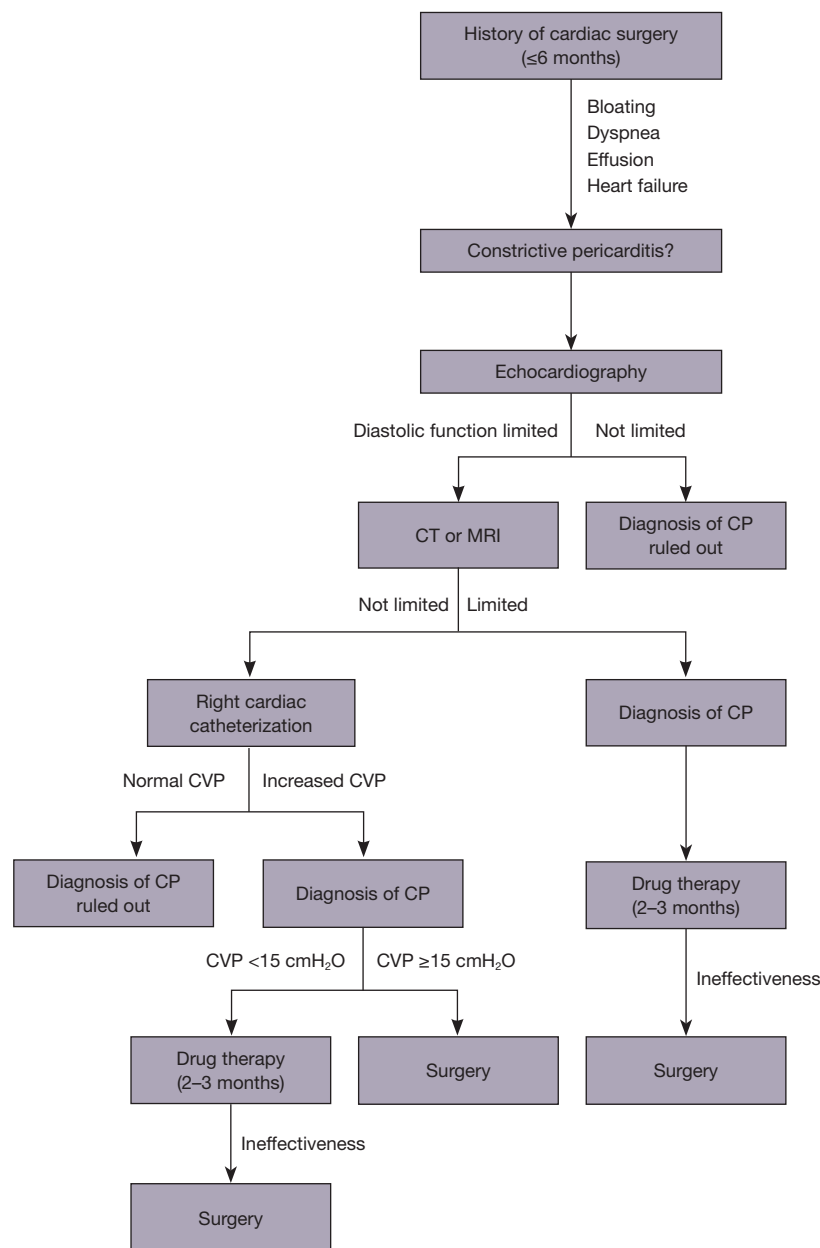 History of cardiac surgery
(≤6 months)
Bloating
Dyspnea
Effusion
Heart failure
Constrictive pericarditis?
Echocardiography
Diastolic function limited
Not limited
CT or MRI
Diagnosis of CP
ruled out
Not limited
Limited
Right cardiac
catheterization
Diagnosis of CP
Normal CVP
Increased CVP
Diagnosis of CP
ruled out
Diagnosis of CP
Drug therapy
(2–3 months)
CVP <15 cmH₂O
CVP ≥15 cmH₂O
Ineffectiveness
Drug therapy
(2–3 months)
Surgery
Surgery
Ineffectiveness
Surgery